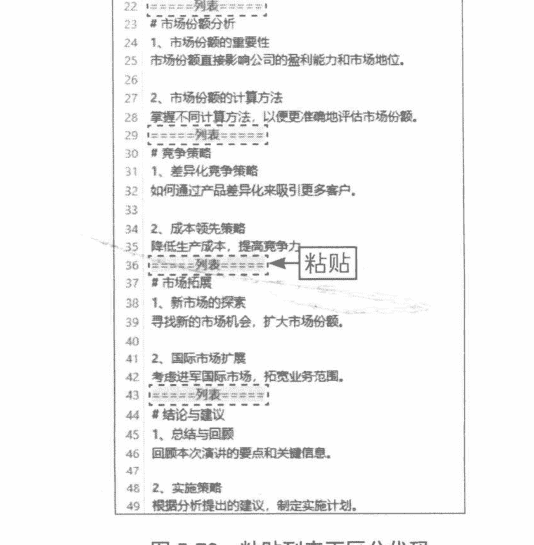 22 =====列表=====
23 # 市场份额分析
24 1、市场份额的重要性
25 市场份额直接影响公司的盈利能力和市场地位。
26
27 2、市场份额的计算方法
28 掌握不同计算方法，以便更准确地评估市场份额。
29 =====列表=====
30 # 竞争策略
31 1、差异化竞争策略
32 如何通过产品差异化来吸引更多客户。
33
34 2、成本领先策略
35 降低生产成本，提高竞争力
36 =====列表===== 粘贴
37 # 市场拓展
38 1、新市场的探索
39 寻找新的市场机会，扩大市场份额。
40
41 2、国际市场扩展
42 考虑进军国际市场，拓宽业务范围。
43 =====列表=====
44 # 结论与建议
45 1、总结与回顾
46 回顾本次演讲的要点和关键信息。
47
48 2、实施策略
49 根据分析提出的建议，制定实施计划。